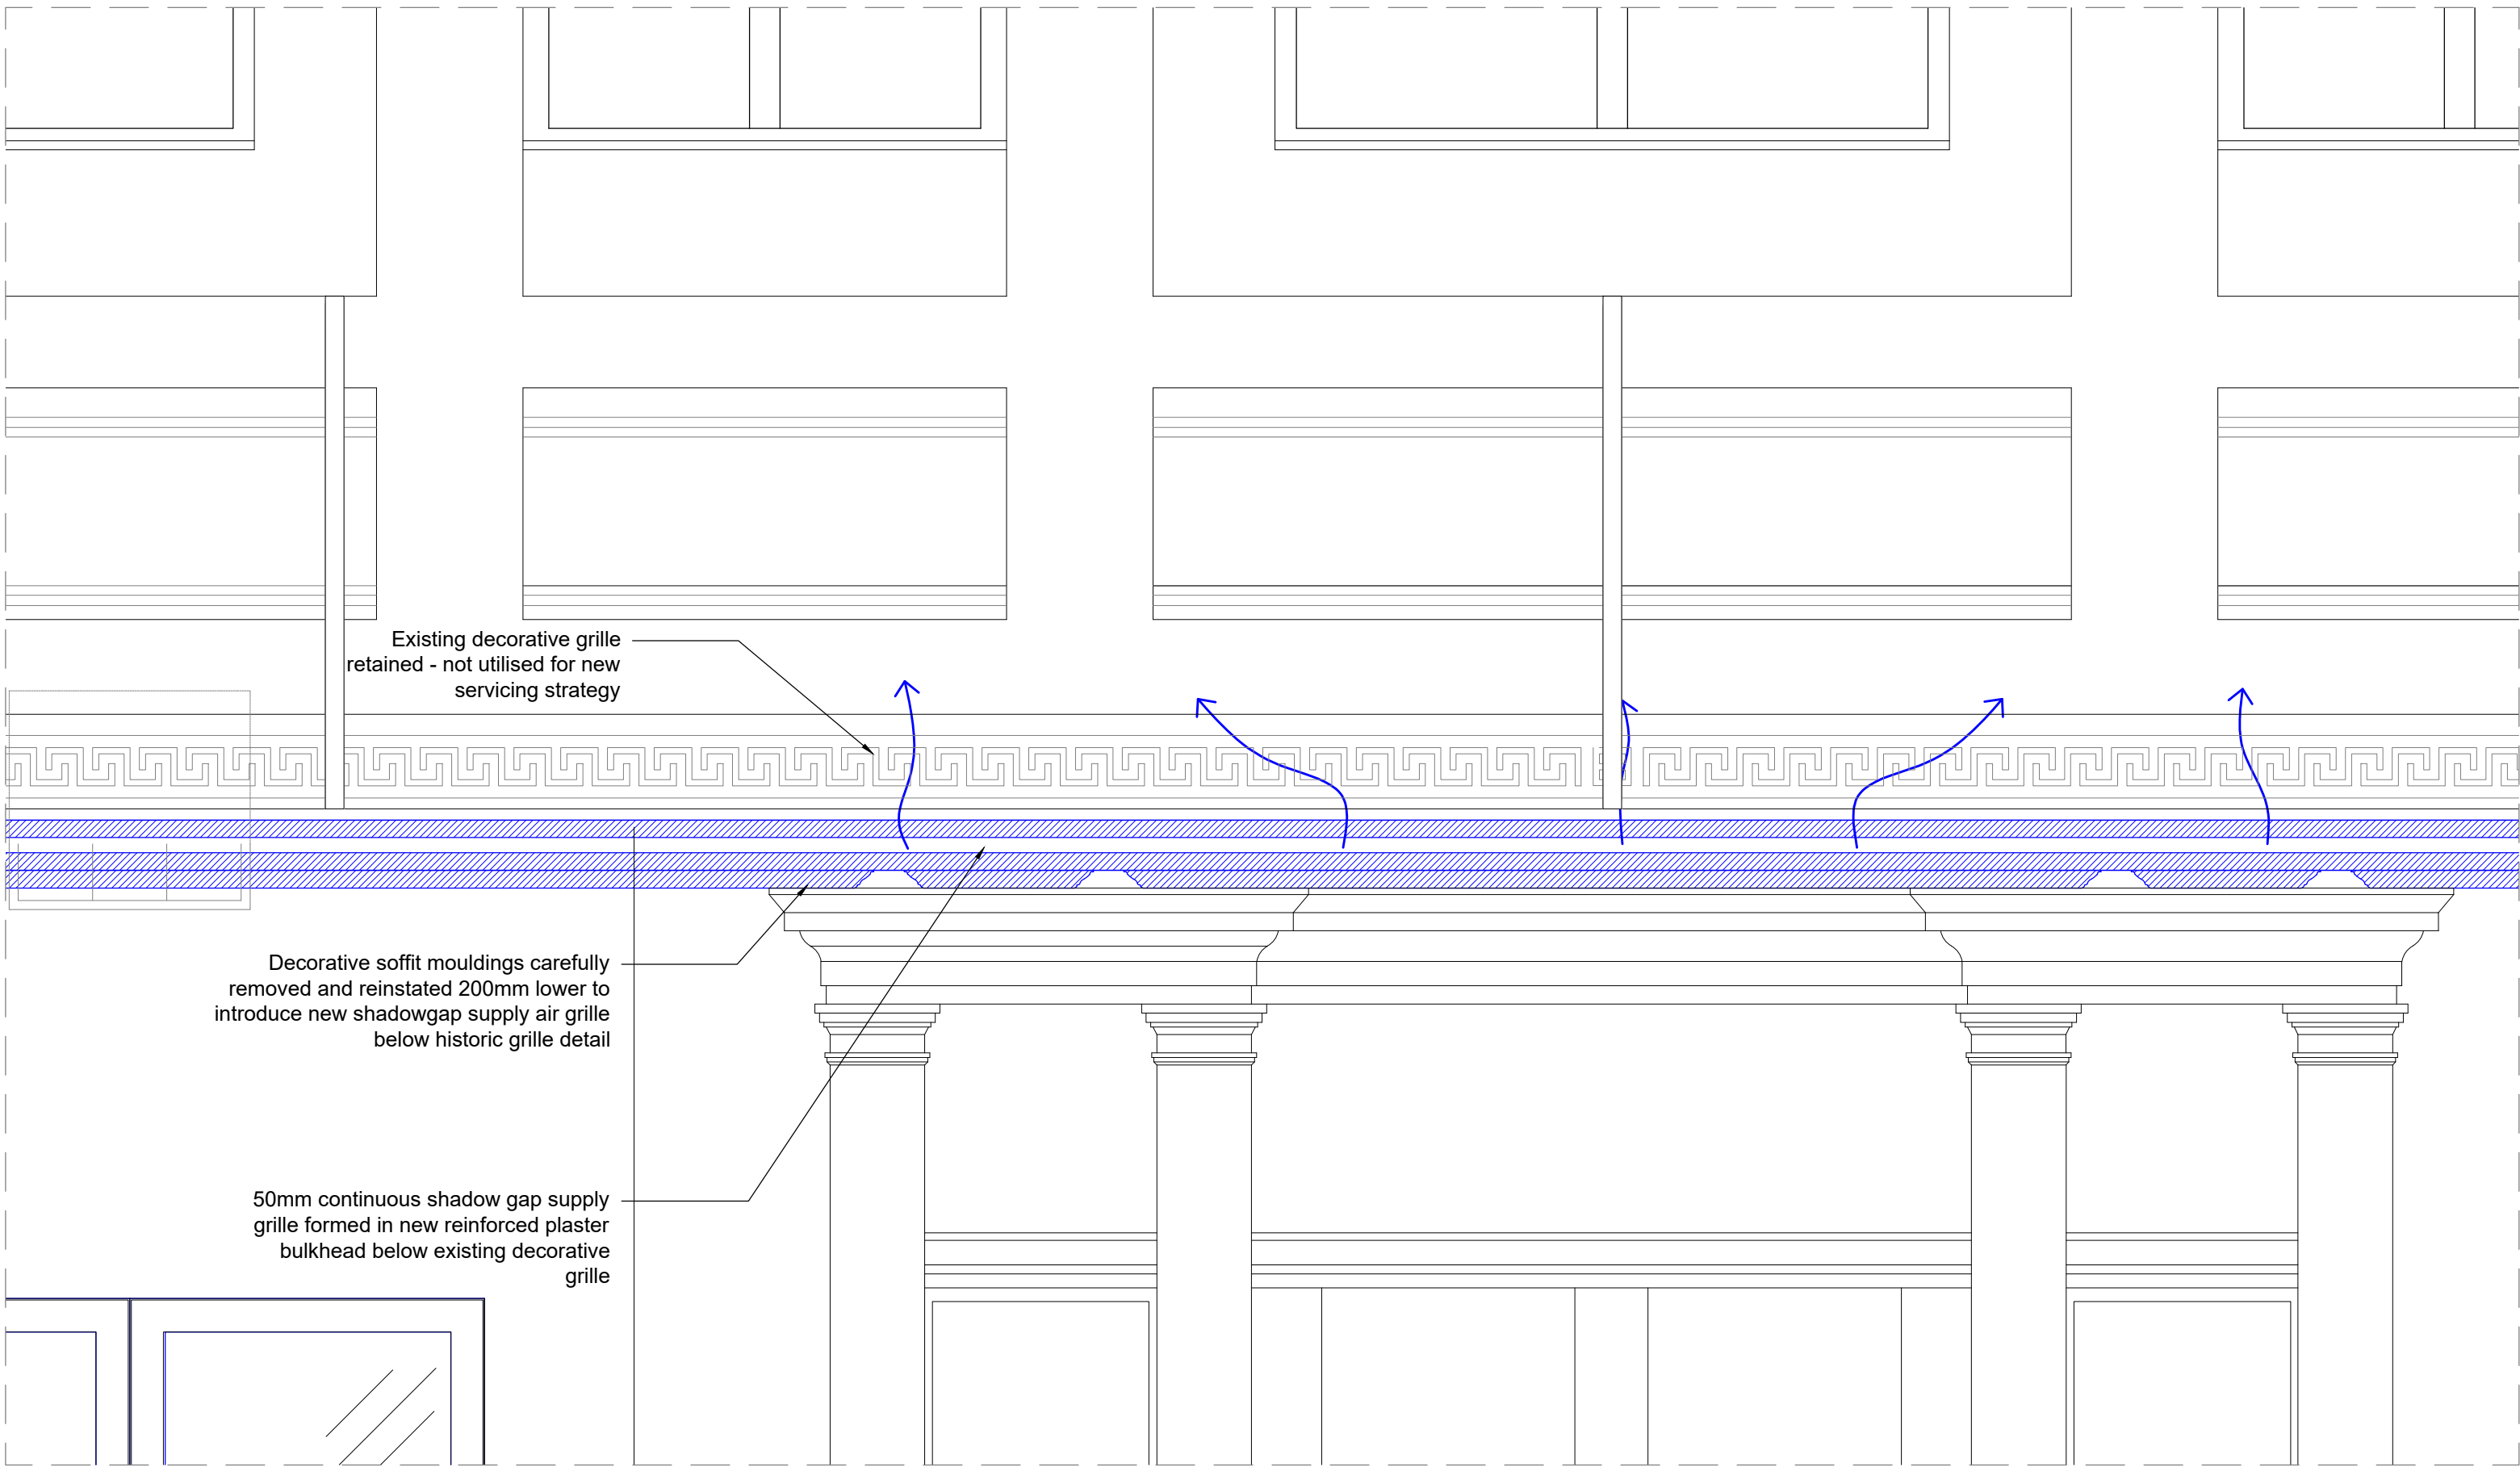 Existing decorative grille
retained - not utilised for new
servicing strategy
Decorative soffit mouldings carefully
removed and reinstated 200mm lower to
introduce new shadowgap supply air grille
below historic grille detail
50mm continuous shadow gap supply
grille formed in new reinforced plaster
bulkhead below existing decorative
grille